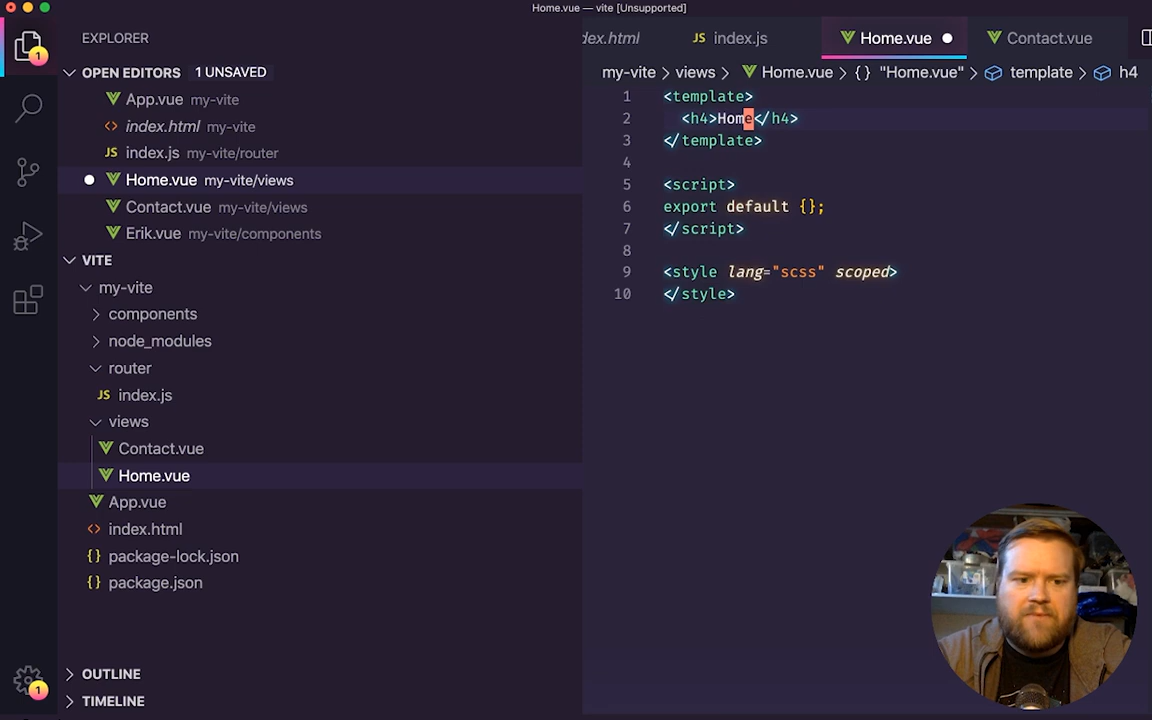 Home.vue — vite [Unsupported]
EXPLORER
OPEN EDITORS 1 UNSAVED
App.vue my-vite
index.html my-vite
JS index.js my-vite/router
Home.vue my-vite/views
Contact.vue my-vite/views
Erik.vue my-vite/components
VITE
my-vite
components
node_modules
router
JS index.js
views
Contact.vue
Home.vue
App.vue
index.html
{} package-lock.json
{} package.json
OUTLINE
TIMELINE
1
1
dex.html JS index.js Home.vue Contact.vue
my-vite > views > Home.vue > {} "Home.vue" > template > h4
1 <template>
2 <h4>Home</h4>
3 </template>
4
5 <script>
6 export default {};
7 </script>
8
9 <style lang="scss" scoped>
10 </style>